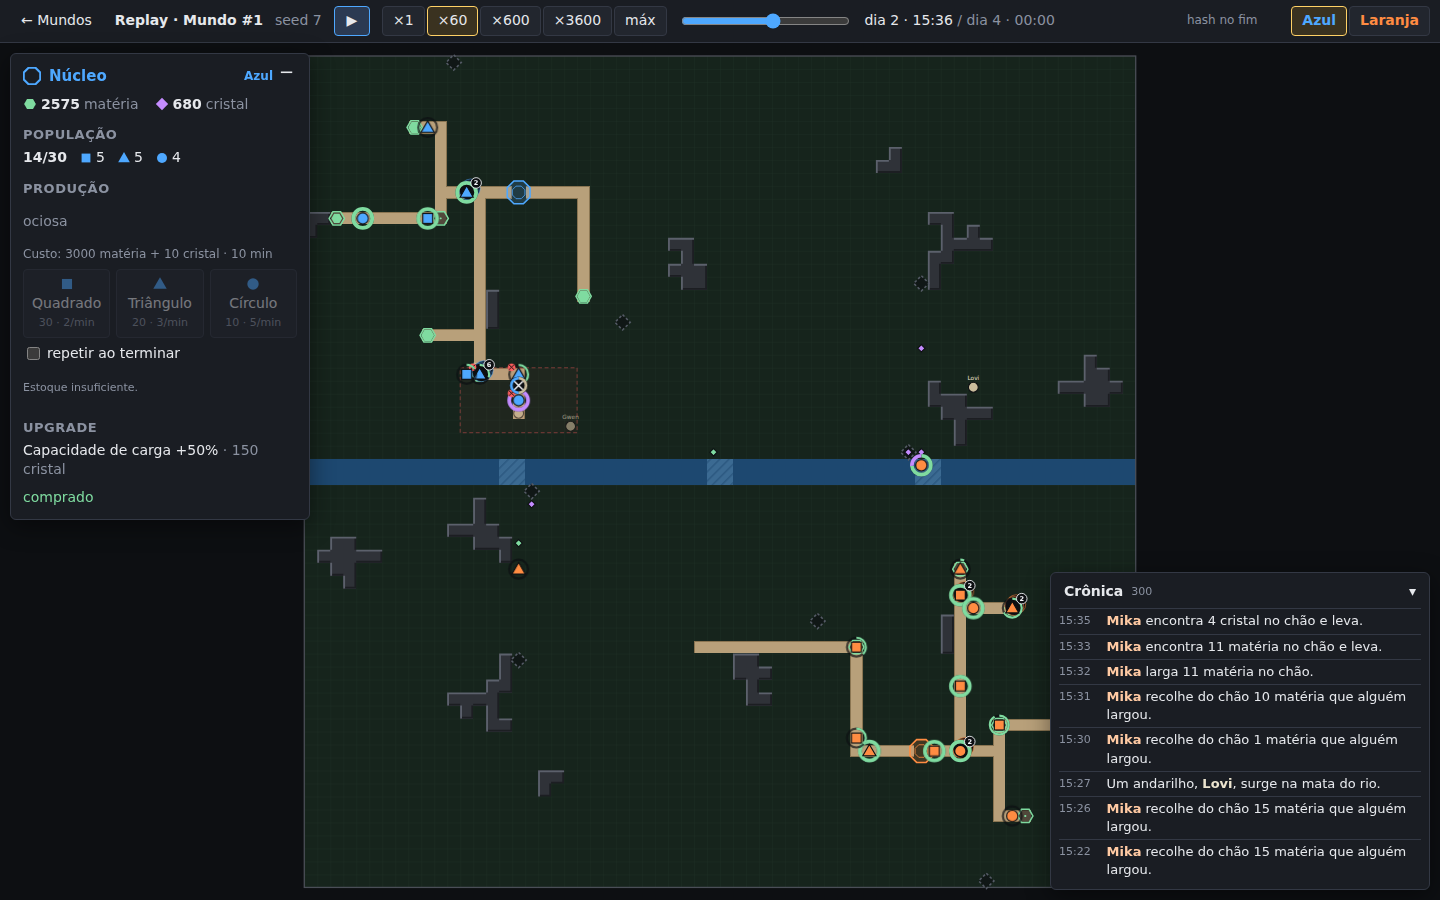 ← Mundos Replay · Mundo #1 seed 7 ▶ ×1 ×60 ×600 ×3600 máx dia 2 · 15:36 / dia 4 · 00:00 hash no fim Azul Laranja
Núcleo Azul —
2575 matéria 680 cristal
POPULAÇÃO
14/30 5 5 4
PRODUÇÃO
ociosa
Custo: 3000 matéria + 10 cristal · 10 min
Quadrado Triângulo Círculo
30 · 2/min 20 · 3/min 10 · 5/min
repetir ao terminar
Estoque insuficiente.
UPGRADE
Capacidade de carga +50% · 150
cristal
comprado
2
6
Gwen
Lovi
2
2
2
Crônica 300 ▾
15:35 Mika encontra 4 cristal no chão e leva.
15:33 Mika encontra 11 matéria no chão e leva.
15:32 Mika larga 11 matéria no chão.
15:31 Mika recolhe do chão 10 matéria que alguém
largou.
15:30 Mika recolhe do chão 1 matéria que alguém
largou.
15:27 Um andarilho, Lovi, surge na mata do rio.
15:26 Mika recolhe do chão 15 matéria que alguém
largou.
15:22 Mika recolhe do chão 15 matéria que alguém
largou.